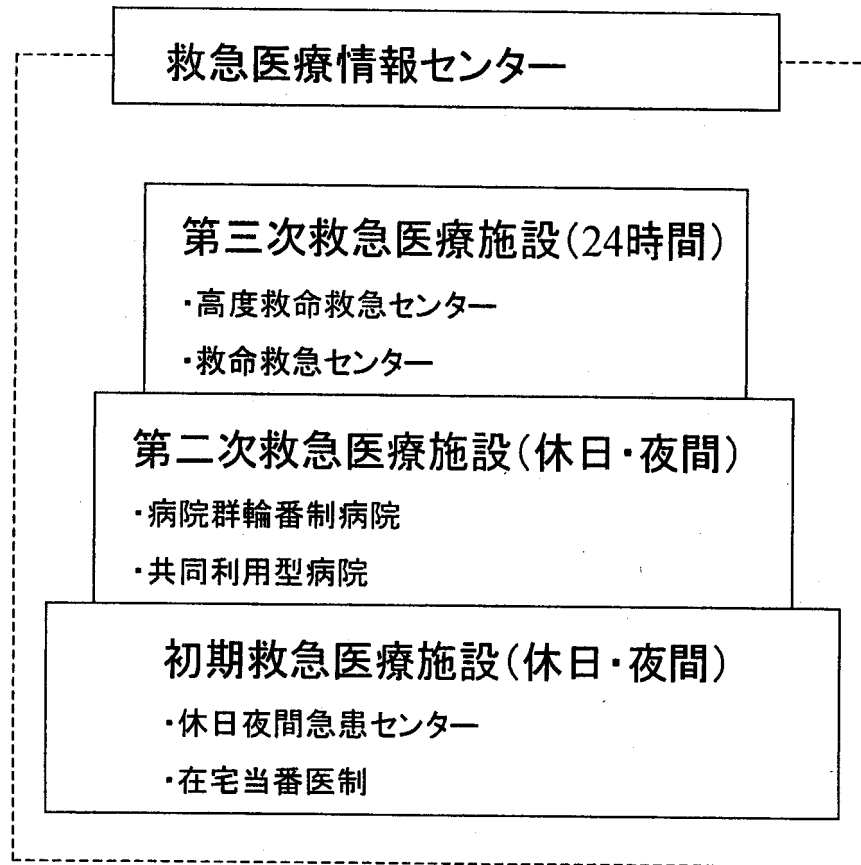 救急医療情報センター
第三次救急医療施設(24時間)
・高度救命救急センター
・救命救急センター
第二次救急医療施設(休日・夜間)
・病院群輪番制病院
・共同利用型病院
初期救急医療施設(休日・夜間)
・休日夜間急患センター
・在宅当番医制